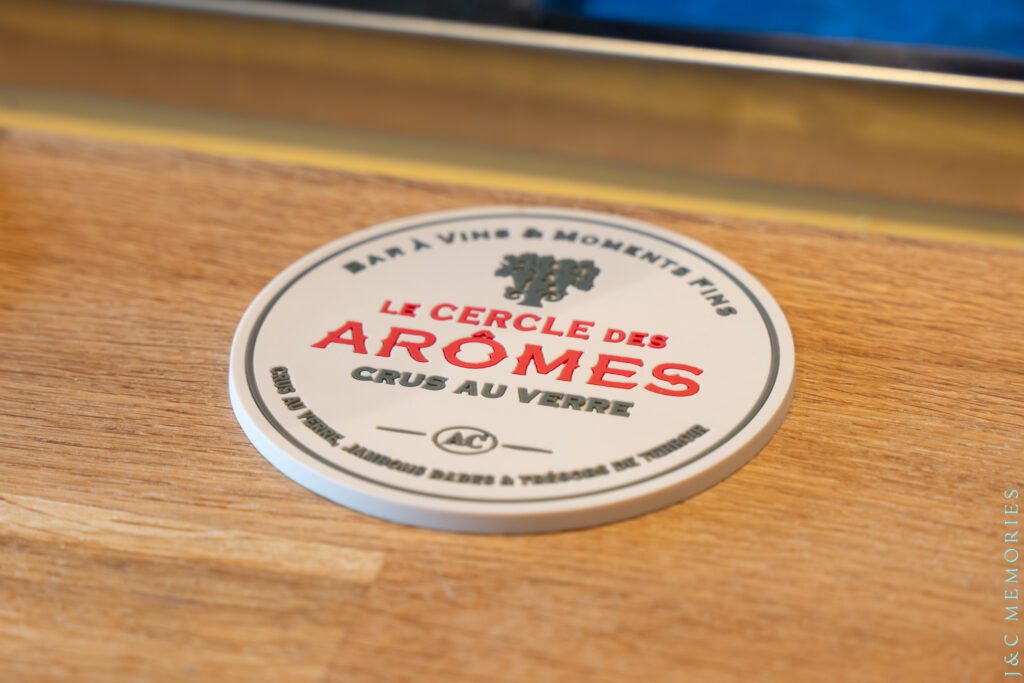 BAR À VINS & MOMENTS FINS
LE CERCLE DES
ARÔMES
CRUS AU VERRE
AC
CRUS AU VERRE, JAMBONS RARES & TRÉSORS DE TERROIR
J&C MEMORIES